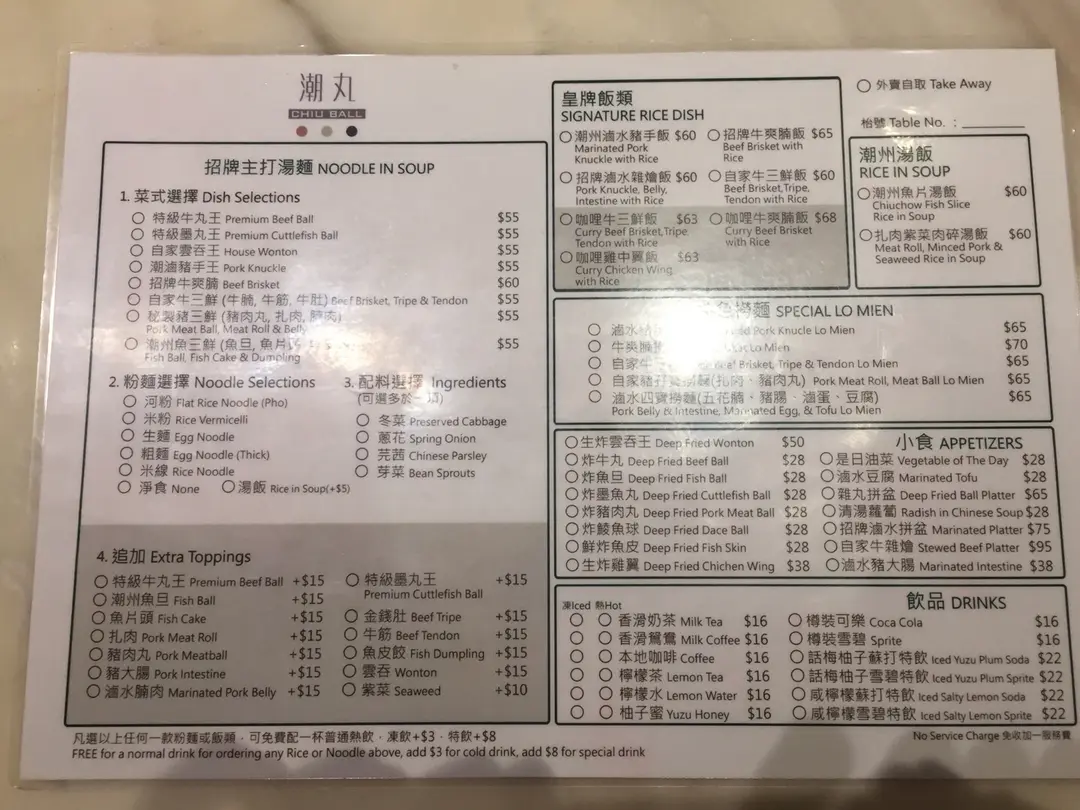 潮丸
CHIU BALL
招牌主打湯麵 NOODLE IN SOUP
1. 菜式選擇 Dish Selections
特級牛丸王 Premium Beef Ball $55
特級墨丸王 Premium Cuttlefish Ball $55
自家雲吞王 House Wonton $55
潮滷豬手王 Pork Knuckle $55
招牌牛爽腩 Beef Brisket $60
自家牛三鮮 (牛腩, 牛筋, 牛肚) Beef Brisket, Tripe & Tendon $55
秘製豬三鮮 (豬肉丸, 扎肉, 腩肉) $55
Pork Meat Ball, Meat Roll & Belly
潮州魚三鮮 (魚旦, 魚片 $55
Fish Ball, Fish Cake & Dumpling
2. 粉麵選擇 Noodle Selections
河粉 Flat Rice Noodle (Pho)
米粉 Rice Vermicelli
生麵 Egg Noodle
粗麵 Egg Noodle (Thick)
米線 Rice Noodle
淨食 None 湯飯 Rice in Soup(+$5)
3. 配料選擇 Ingredients
(可選多於一項)
冬菜 Preserved Cabbage
蔥花 Spring Onion
芫茜 Chinese Parsley
芽菜 Bean Sprouts
4. 追加 Extra Toppings
特級牛丸王 Premium Beef Ball +$15
潮州魚旦 Fish Ball +$15
魚片頭 Fish Cake +$15
扎肉 Pork Meat Roll +$15
豬肉丸 Pork Meatball +$15
豬大腸 Pork Intestine +$15
滷水腩肉 Marinated Pork Belly +$15
特級墨丸王 +$15
Premium Cuttlefish Ball
金錢肚 Beef Tripe +$15
牛筋 Beef Tendon +$15
魚皮餃 Fish Dumpling +$15
雲吞 Wonton +$15
紫菜 Seaweed +$10
皇牌飯類
SIGNATURE RICE DISH
潮州滷水豬手飯 $60
Marinated Pork
Knuckle with Rice
招牌滷水雜燴飯 $60
Pork Knuckle, Belly,
Intestine with Rice
咖哩牛三鮮飯 $63
Curry Beef Brisket,Tripe,
Tendon with Rice
咖哩雞中翼飯 $63
Curry Chicken Wing
with Rice
招牌牛爽腩飯 $65
Beef Brisket with
Rice
自家牛三鮮飯 $60
Beef Brisket,Tripe,
Tendon with Rice
咖哩牛爽腩飯 $68
Curry Beef Brisket
with Rice
外賣自取 Take Away
枱號 Table No. : ________
潮州湯飯
RICE IN SOUP
潮州魚片湯飯 $60
Chiuchow Fish Slice
Rice in Soup
扎肉紫菜肉碎湯飯 $60
Meat Roll, Minced Pork &
Seaweed Rice in Soup
撈麵 SPECIAL LO MIEN
滷水 Pork Knucle Lo Mien $65
牛爽腩 Lo Mien $70
自家牛 Beef Brisket, Tripe & Tendon Lo Mien $65
自家豬打 撈麵(扎肉、豬肉丸) Pork Meat Roll, Meat Ball Lo Mien $65
滷水四寶撈麵(五花腩、豬腸、滷蛋、豆腐) $65
Pork Belly & Intestine, Marinated Egg, & Tofu Lo Mien
小食 APPETIZERS
生炸雲吞王 Deep Fried Wonton $50
炸牛丸 Deep Fried Beef Ball $28
炸魚旦 Deep Fried Fish Ball $28
炸墨魚丸 Deep Fried Cuttlefish Ball $28
炸豬肉丸 Deep Fried Pork Meat Ball $28
炸鯪魚球 Deep Fried Dace Ball $28
鮮炸魚皮 Deep Fried Fish Skin $28
生炸雞翼 Deep Fried Chichen Wing $38
是日油菜 Vegetable of The Day $28
滷水豆腐 Marinated Tofu $28
雜丸拼盆 Deep Fried Ball Platter $65
清湯蘿蔔 Radish in Chinese Soup $28
招牌滷水拼盆 Marinated Platter $75
自家牛雜燴 Stewed Beef Platter $95
滷水豬大腸 Marinated Intestine $38
飲品 DRINKS
凍Iced 熱Hot
香滑奶茶 Milk Tea $16
香滑鴛鴦 Milk Coffee $16
本地咖啡 Coffee $16
檸檬茶 Lemon Tea $16
檸檬水 Lemon Water $16
柚子蜜 Yuzu Honey $16
樽裝可樂 Coca Cola $16
樽裝雪碧 Sprite $16
話梅柚子蘇打特飲 Iced Yuzu Plum Soda $22
話梅柚子雪碧特飲 Iced Yuzu Plum Sprite $22
咸檸檬蘇打特飲 Iced Salty Lemon Soda $22
咸檸檬雪碧特飲 Iced Salty Lemon Sprite $22
凡選以上任何一款粉麵或飯類，可免費配一杯普通熱飲，凍飲+$3，特飲+$8
FREE for a normal drink for ordering any Rice or Noodle above, add $3 for cold drink, add $8 for special drink
No Service Charge 免收加一服務費